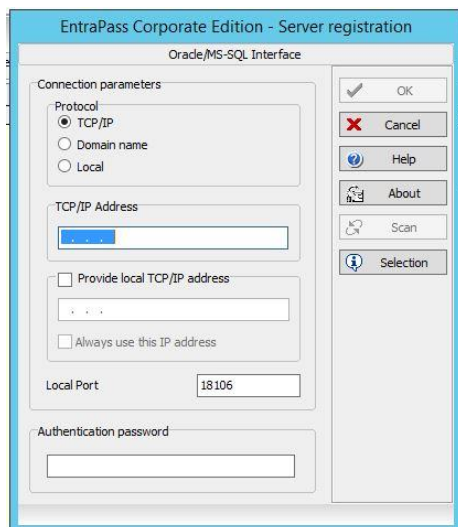 EntraPass Corporate Edition - Server registration
Oracle/MS-SQL Interface
Connection parameters
Protocol
TCP/IP
Domain name
Local
TCP/IP Address
. . .
Provide local TCP/IP address
. . .
Always use this IP address
Local Port 18106
Authentication password
OK
Cancel
Help
About
Scan
Selection